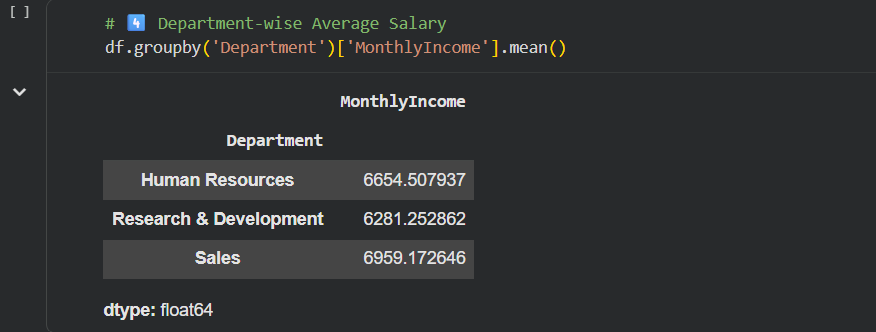 [ ]
# 4️⃣ Department-wise Average Salary
df.groupby('Department')['MonthlyIncome'].mean()
MonthlyIncome
Department
Human Resources 6654.507937
Research & Development 6281.252862
Sales 6959.172646
dtype: float64